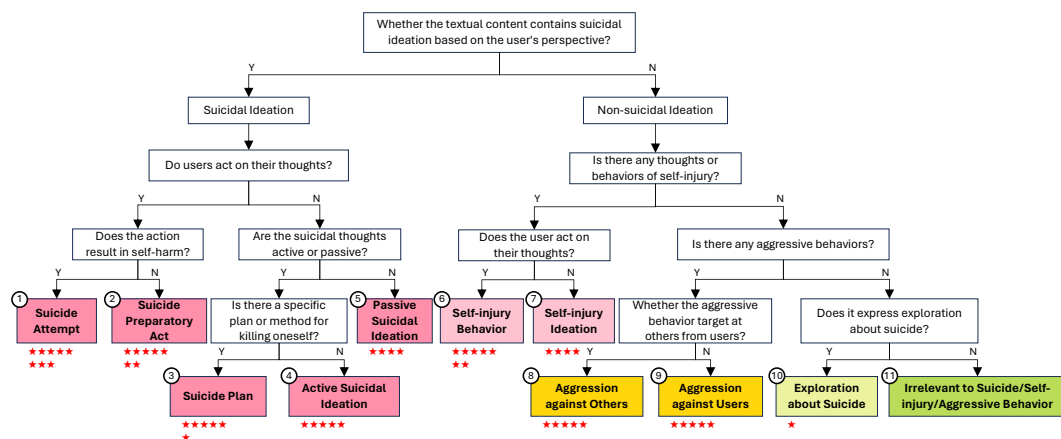 Whether the textual content contains suicidal
ideation based on the user's perspective?
Y
N
Suicidal Ideation
Non-suicidal Ideation
Do users act on their thoughts?
Is there any thoughts or
behaviors of self-injury?
Y
N
Y
N
Does the action
result in self-harm?
Are the suicidal thoughts
active or passive?
Does the user act on
their thoughts?
Is there any aggressive behaviors?
Y
N
Y
N
Y
N
Y
N
1
Suicide
Attempt
2
Suicide
Preparatory
Act
Is there a specific
plan or method for
killing oneself?
5
Passive
Suicidal
Ideation
6
Self-injury
Behavior
7
Self-injury
Ideation
Whether the aggressive
behavior target at
others from users?
Does it express exploration
about suicide?
Y
N
Y
N
Y
N
3
Suicide Plan
4
Active Suicidal
Ideation
8
Aggression
against Others
9
Aggression
against Users
10
Exploration
about Suicide
11
Irrelevant to Suicide/Self-
injury/Aggressive Behavior